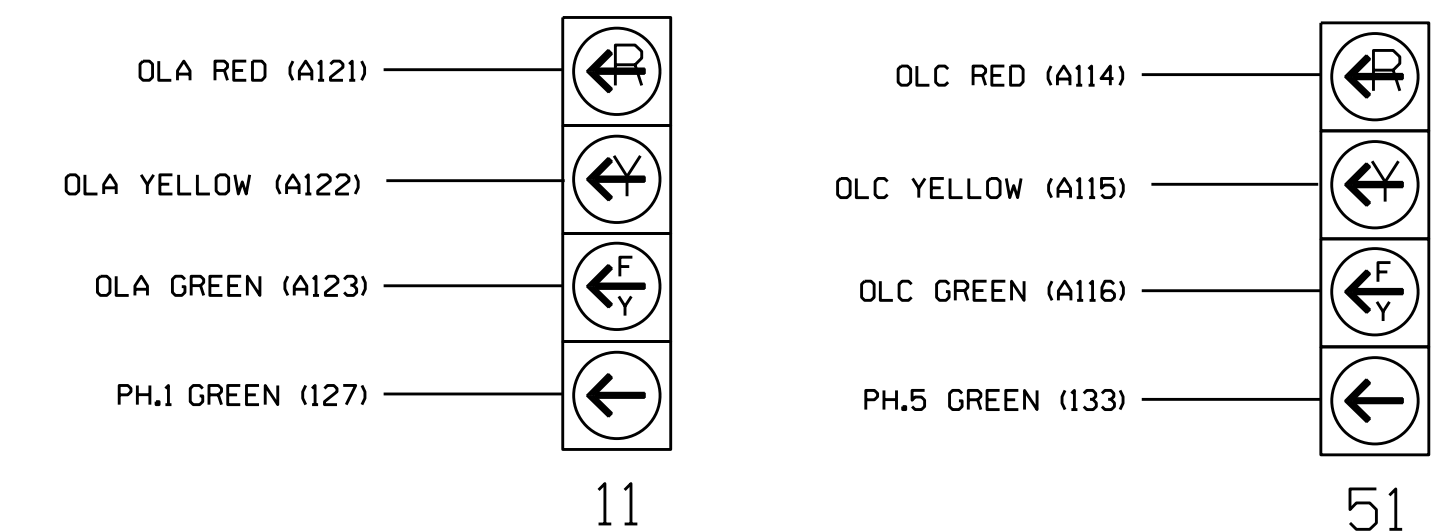 OLA RED (A121)
R
OLA YELLOW (A122)
Y
OLA GREEN (A123)
F
Y
PH.1 GREEN (127)
11
OLC RED (A114)
R
OLC YELLOW (A115)
Y
OLC GREEN (A116)
F
Y
PH.5 GREEN (133)
51